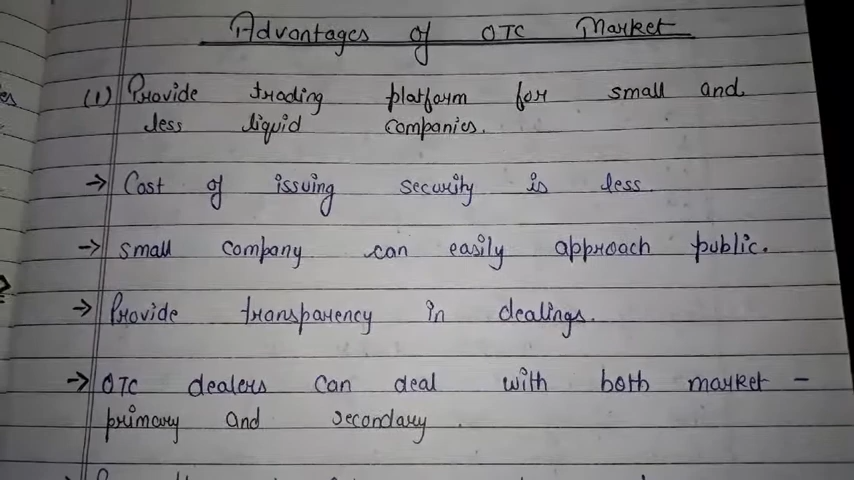 Advantages of OTC Market
(1) Provide trading platform for small and
less liquid companies.
→ Cost of issuing security is less.
→ Small company can easily approach public.
→ Provide transparency in dealings.
→ OTC dealers can deal with both market -
primary and secondary.